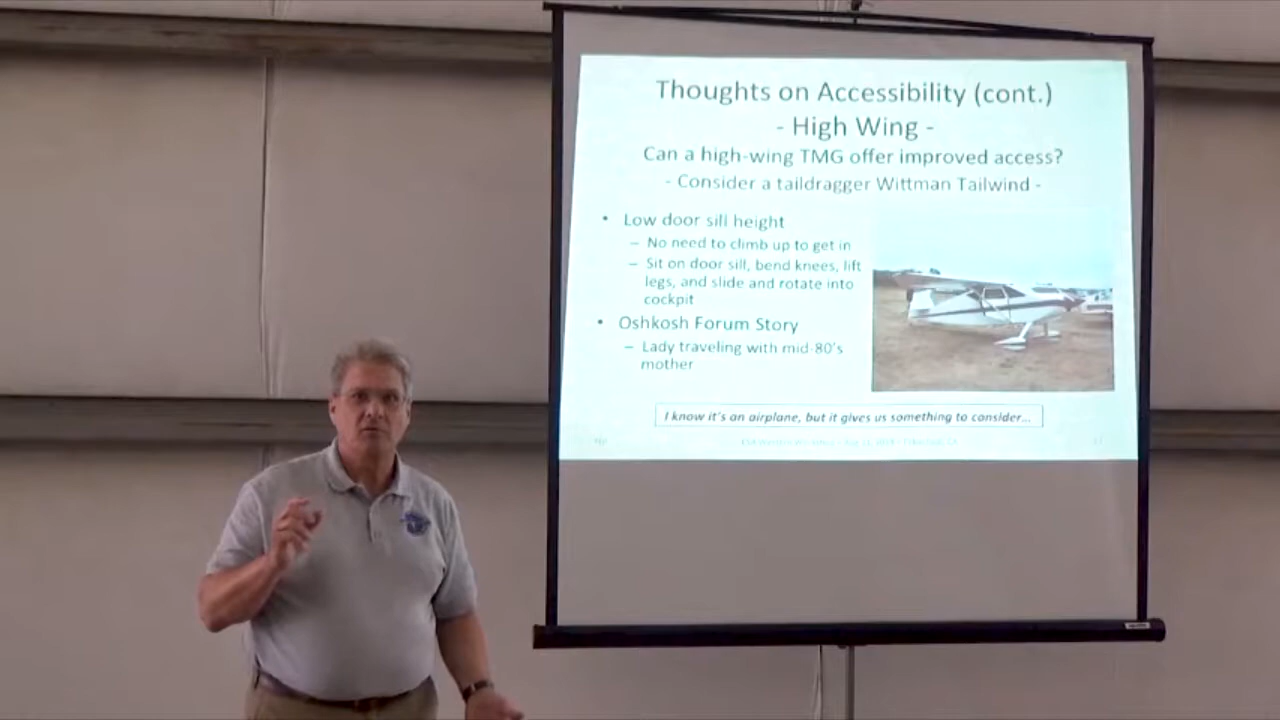 Thoughts on Accessibility (cont.)
- High Wing -
Can a high-wing TMG offer improved access?
- Consider a taildragger Wittman Tailwind -
• Low door sill height
– No need to climb up to get in
– Sit on door sill, bend knees, lift
legs, and slide and rotate into
cockpit
• Oshkosh Forum Story
– Lady traveling with mid-80's
mother
I know it's an airplane, but it gives us something to consider...